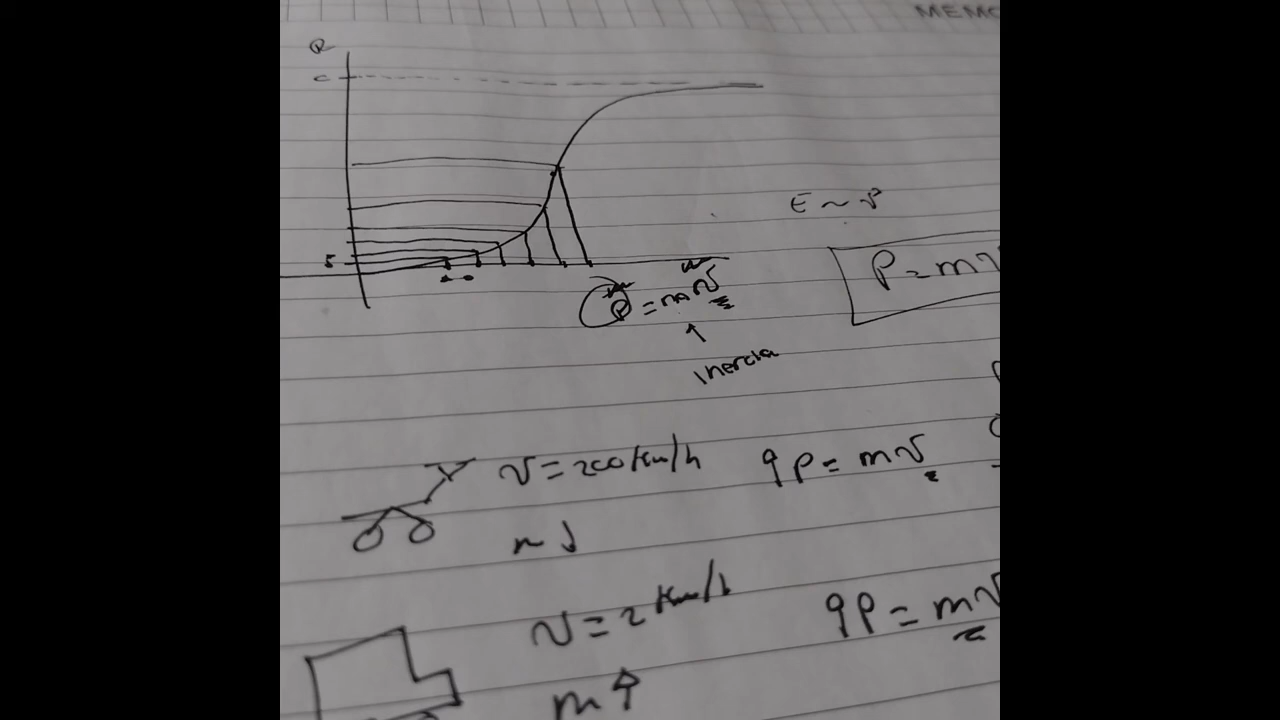 MEMO
c
E ~ P
P = mv
5
P = mv
Inercia
v = 200 Km/h
qp = mv
m ↓
v = 2 Km/h
qp = mv
m ↑